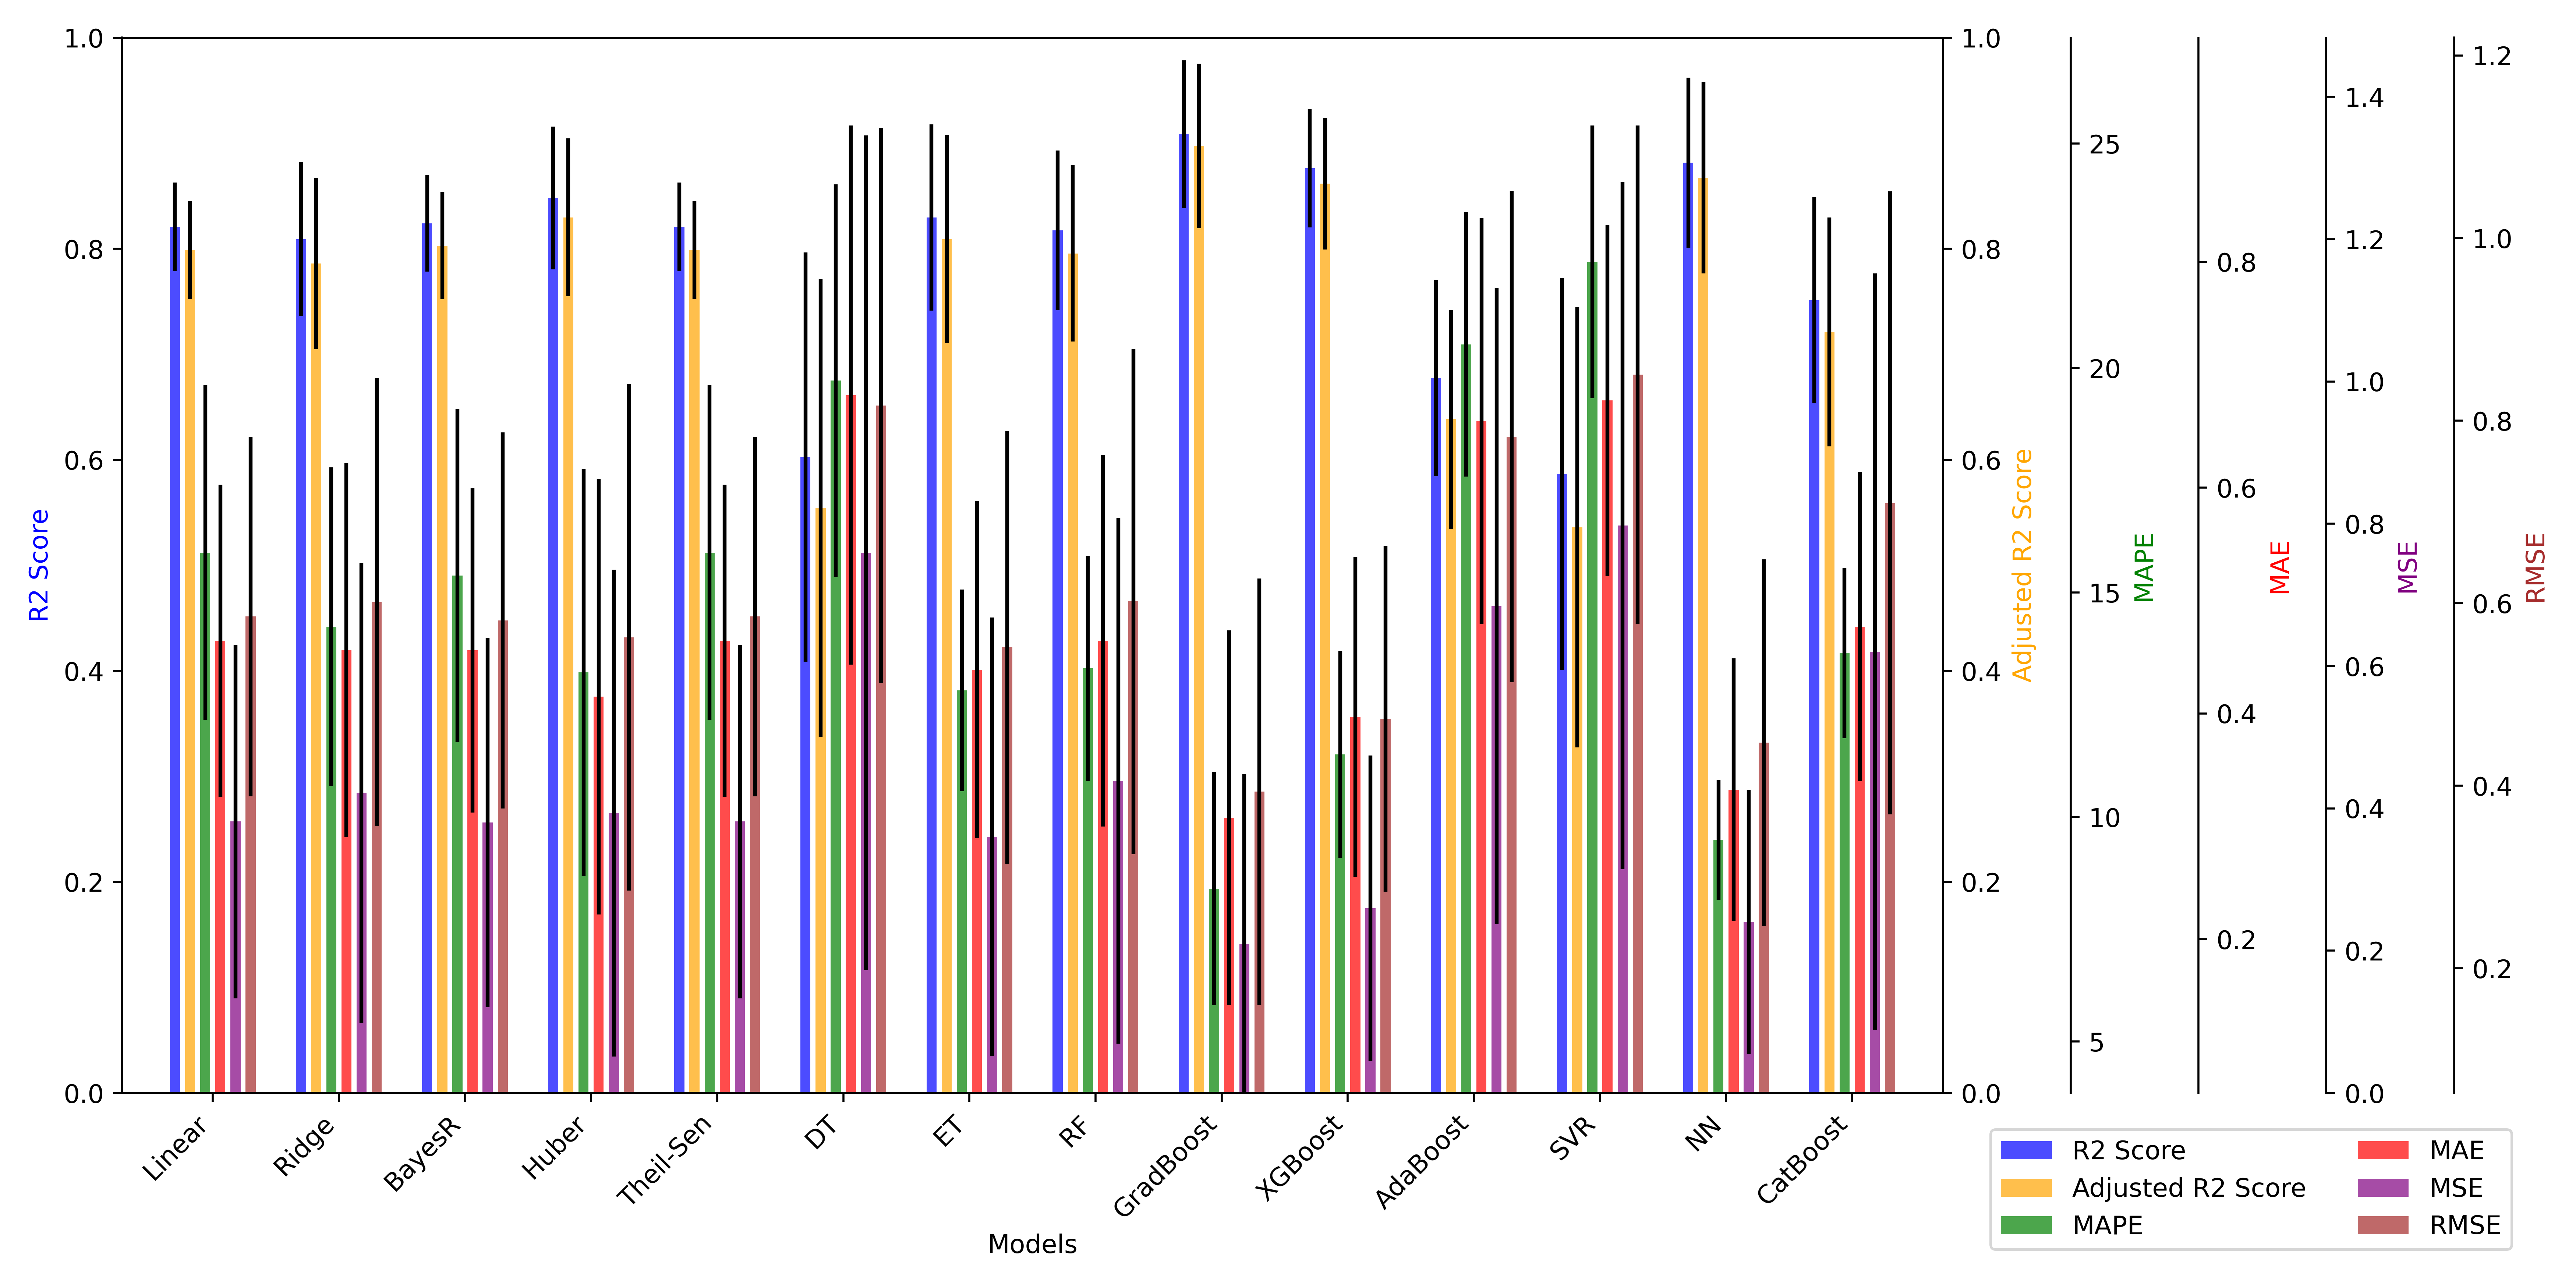 1.0
0.8
0.6
0.4
0.2
0.0
R2 Score
1.0
0.8
0.6
0.4
0.2
0.0
Adjusted R2 Score
25
20
15
10
5
MAPE
0.8
0.6
0.4
0.2
MAE
1.4
1.2
1.0
0.8
0.6
0.4
0.2
0.0
MSE
1.2
1.0
0.8
0.6
0.4
0.2
RMSE
Linear
Ridge
BayesR
Huber
Theil-Sen
DT
ET
RF
GradBoost
XGBoost
AdaBoost
SVR
NN
CatBoost
Models
R2 Score
Adjusted R2 Score
MAPE
MAE
MSE
RMSE